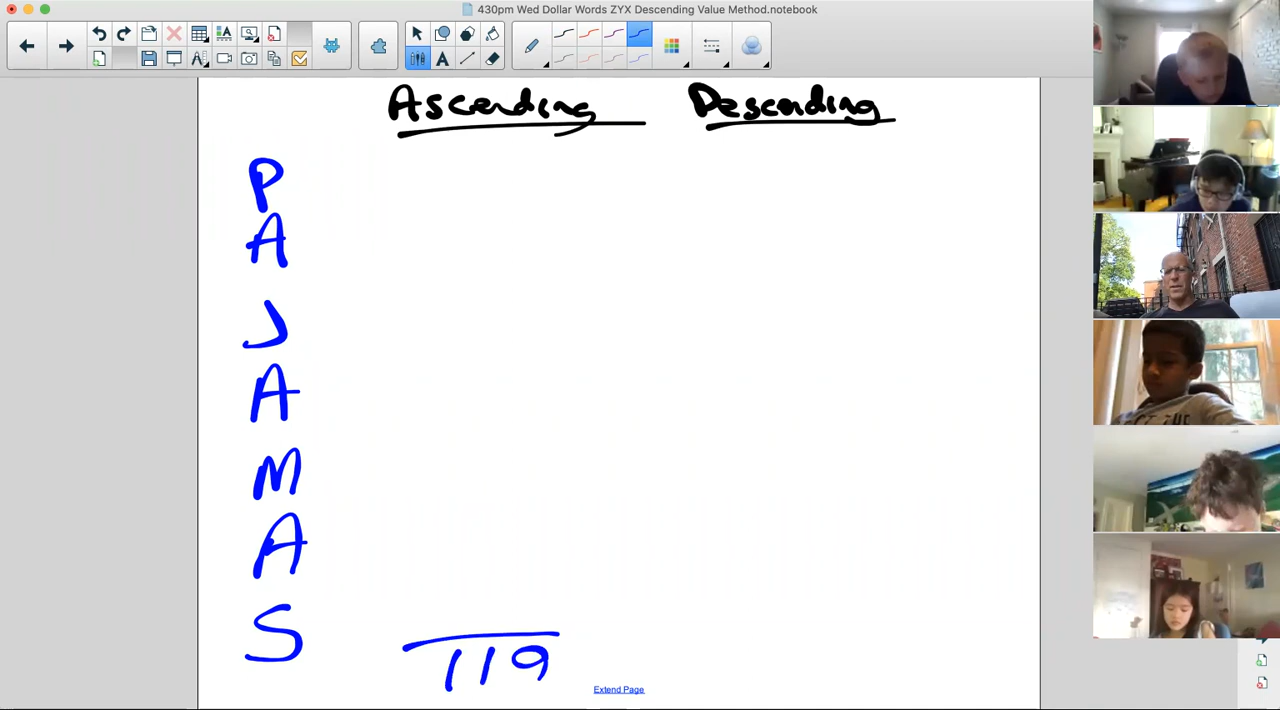 430pm Wed Dollar Words ZYX Descending Value Method.notebook
Ascending Descending
P
A
J
A
M
A
S
119
Extend Page